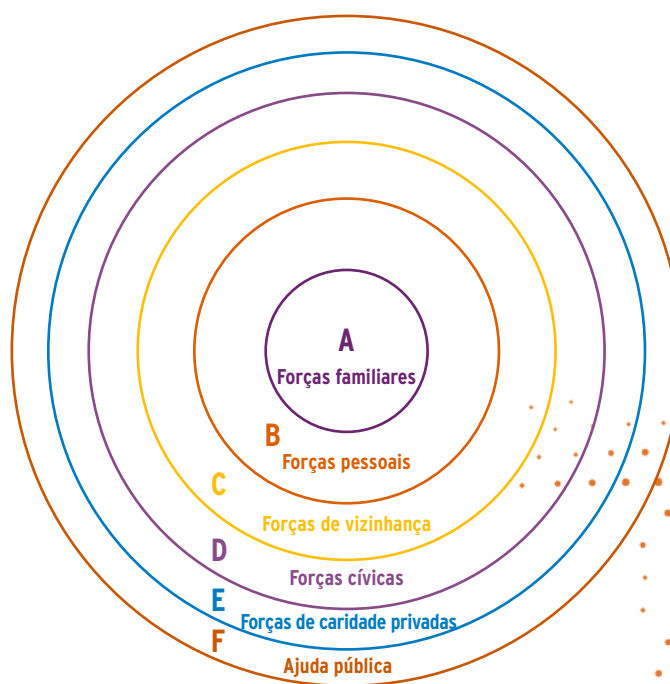 A
Forças familiares
B
Forças pessoais
C
Forças de vizinhança
D
Forças cívicas
E
Forças de caridade privadas
F
Ajuda pública